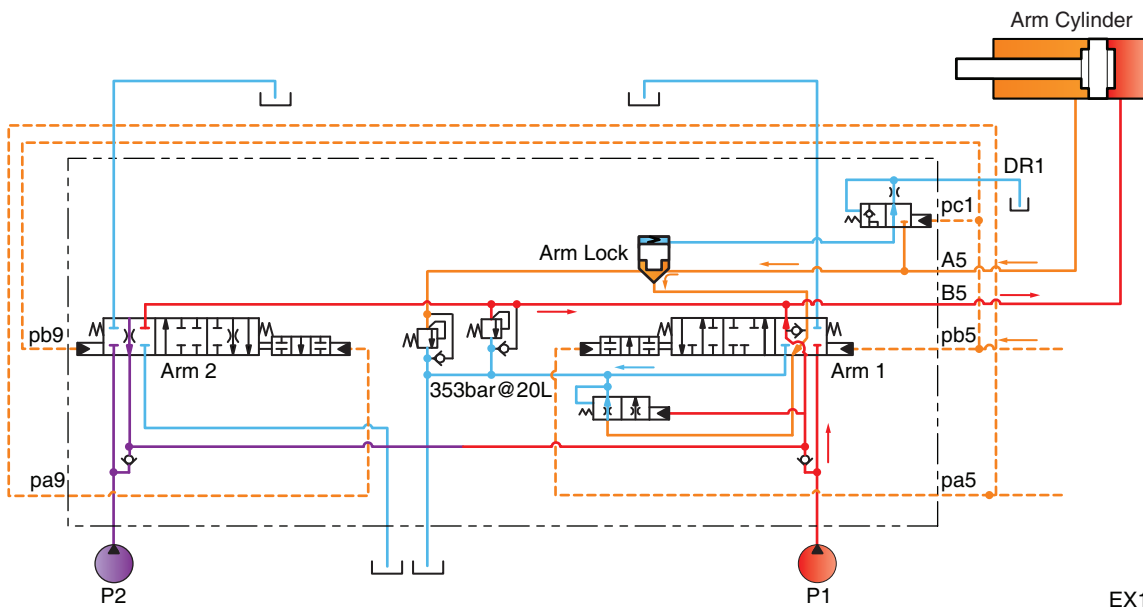 Arm Cylinder
DR1
pc1
Arm Lock
A5
B5
pb9
pb5
Arm 2
353bar@20L
Arm 1
pa9
pa5
P2
P1
EX1